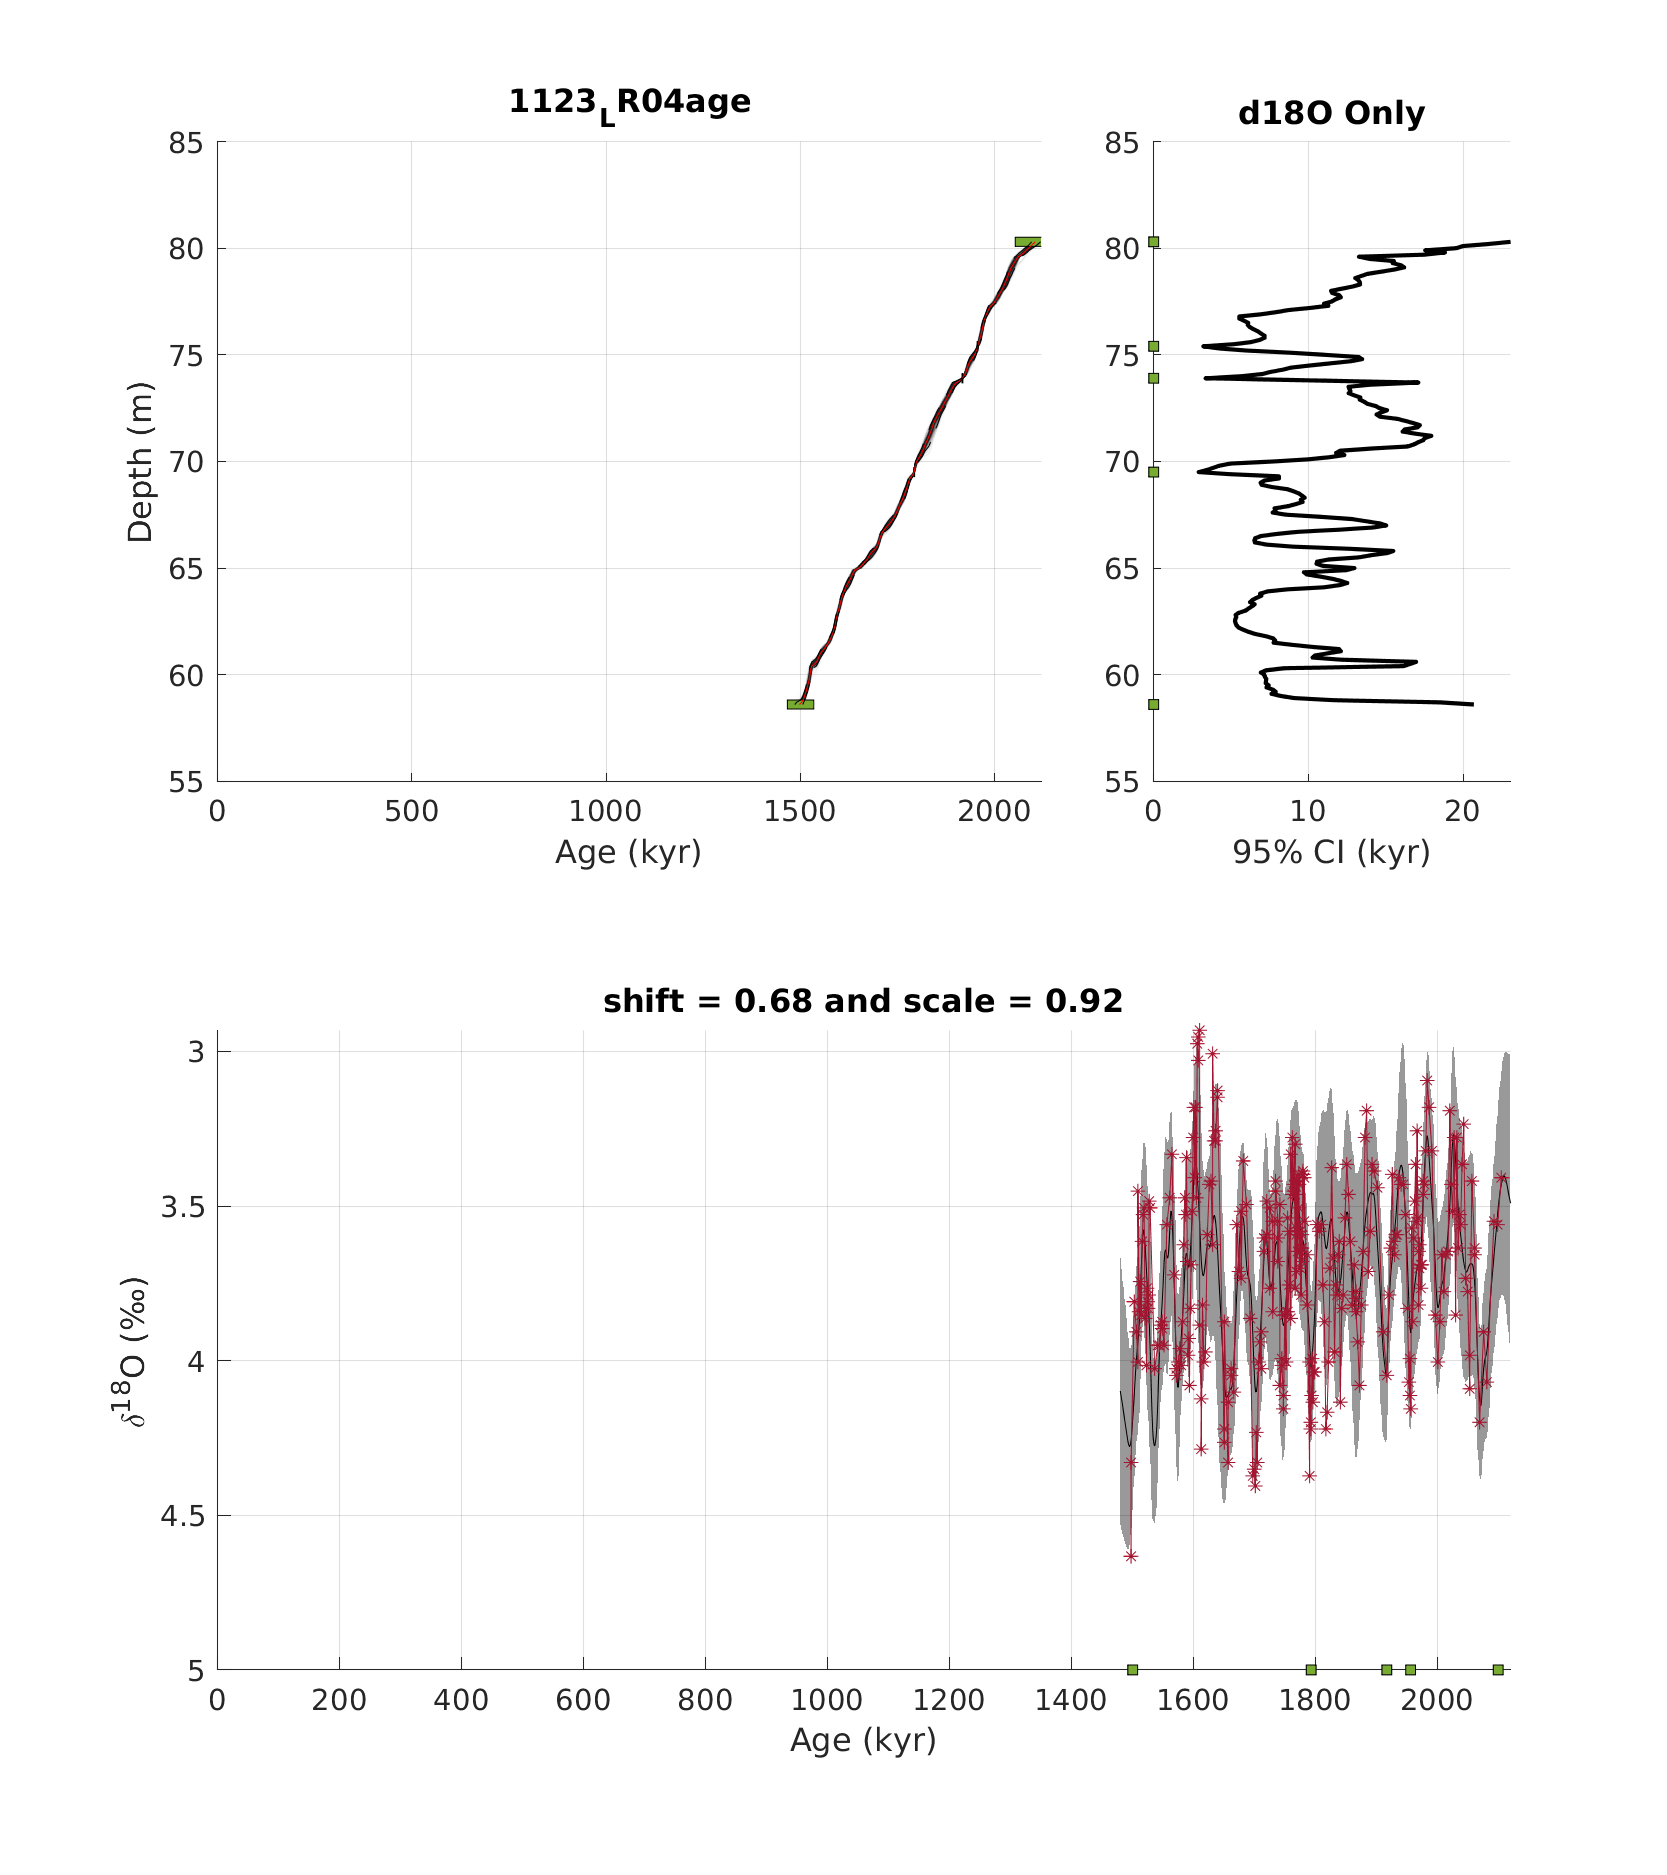 1123LR04age
85
80
75
70
65
60
55
Depth (m)
0 500 1000 1500 2000
Age (kyr)
d18O Only
85
80
75
70
65
60
55
0 10 20
95% CI (kyr)
shift = 0.68 and scale = 0.92
3
3.5
4
4.5
5
δ18O (‰)
0 200 400 600 800 1000 1200 1400 1600 1800 2000
Age (kyr)